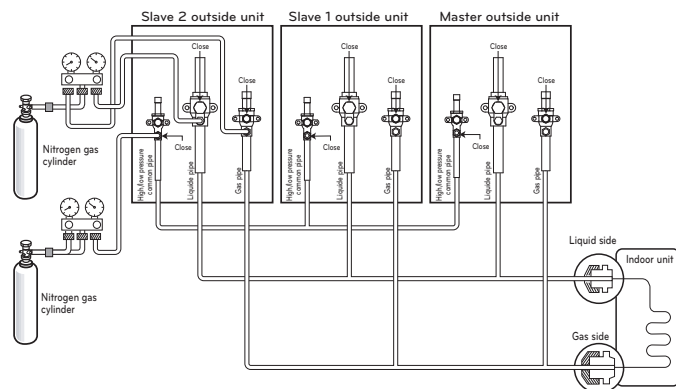 Slave 2 outside unit
Slave 1 outside unit
Master outside unit
Close
Close
Close
Close
Close
Close
Close
Close
Close
Nitrogen gas
cylinder
High/low pressure
common pipe
Liquide pipe
Gas pipe
High/low pressure
common pipe
Liquide pipe
Gas pipe
High/low pressure
common pipe
Liquide pipe
Gas pipe
Nitrogen gas
cylinder
Liquid side
Indoor unit
Gas side